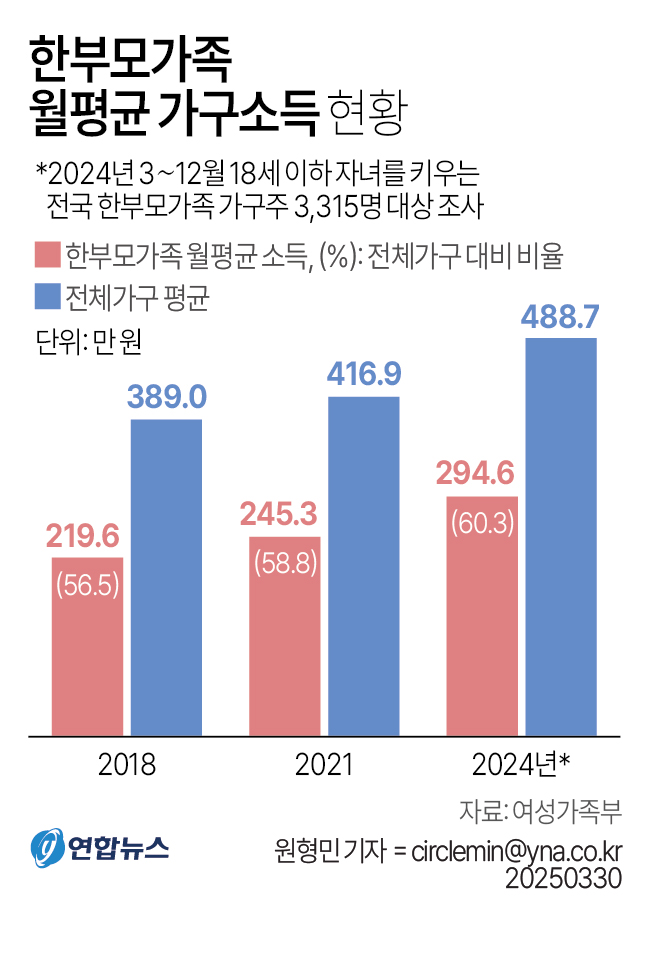 한부모가족
월평균 가구소득 현황
*2024년 3~12월 18세 이하 자녀를 키우는
전국 한부모가족 가구주 3,315명 대상 조사
한부모가족 월평균 소득, (%): 전체가구 대비 비율
전체가구 평균
단위: 만 원
219.6
(56.5)
389.0
245.3
(58.8)
416.9
294.6
(60.3)
488.7
2018
2021
2024년*
자료: 여성가족부
연합뉴스
원형민 기자 = circlemin@yna.co.kr
20250330